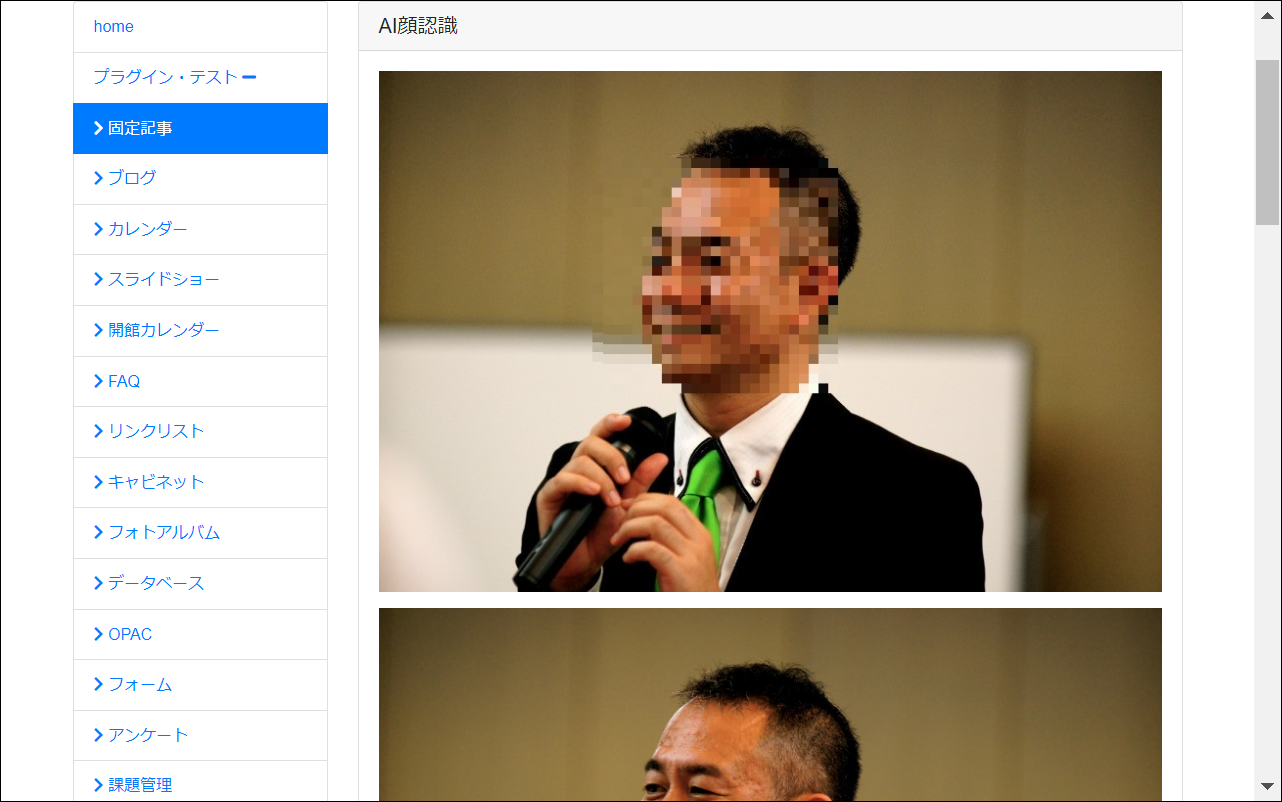 home
プラグイン・テスト
固定記事
ブログ
カレンダー
スライドショー
開館カレンダー
FAQ
リンクリスト
キャビネット
フォトアルバム
データベース
OPAC
フォーム
アンケート
課題管理
AI顔認識